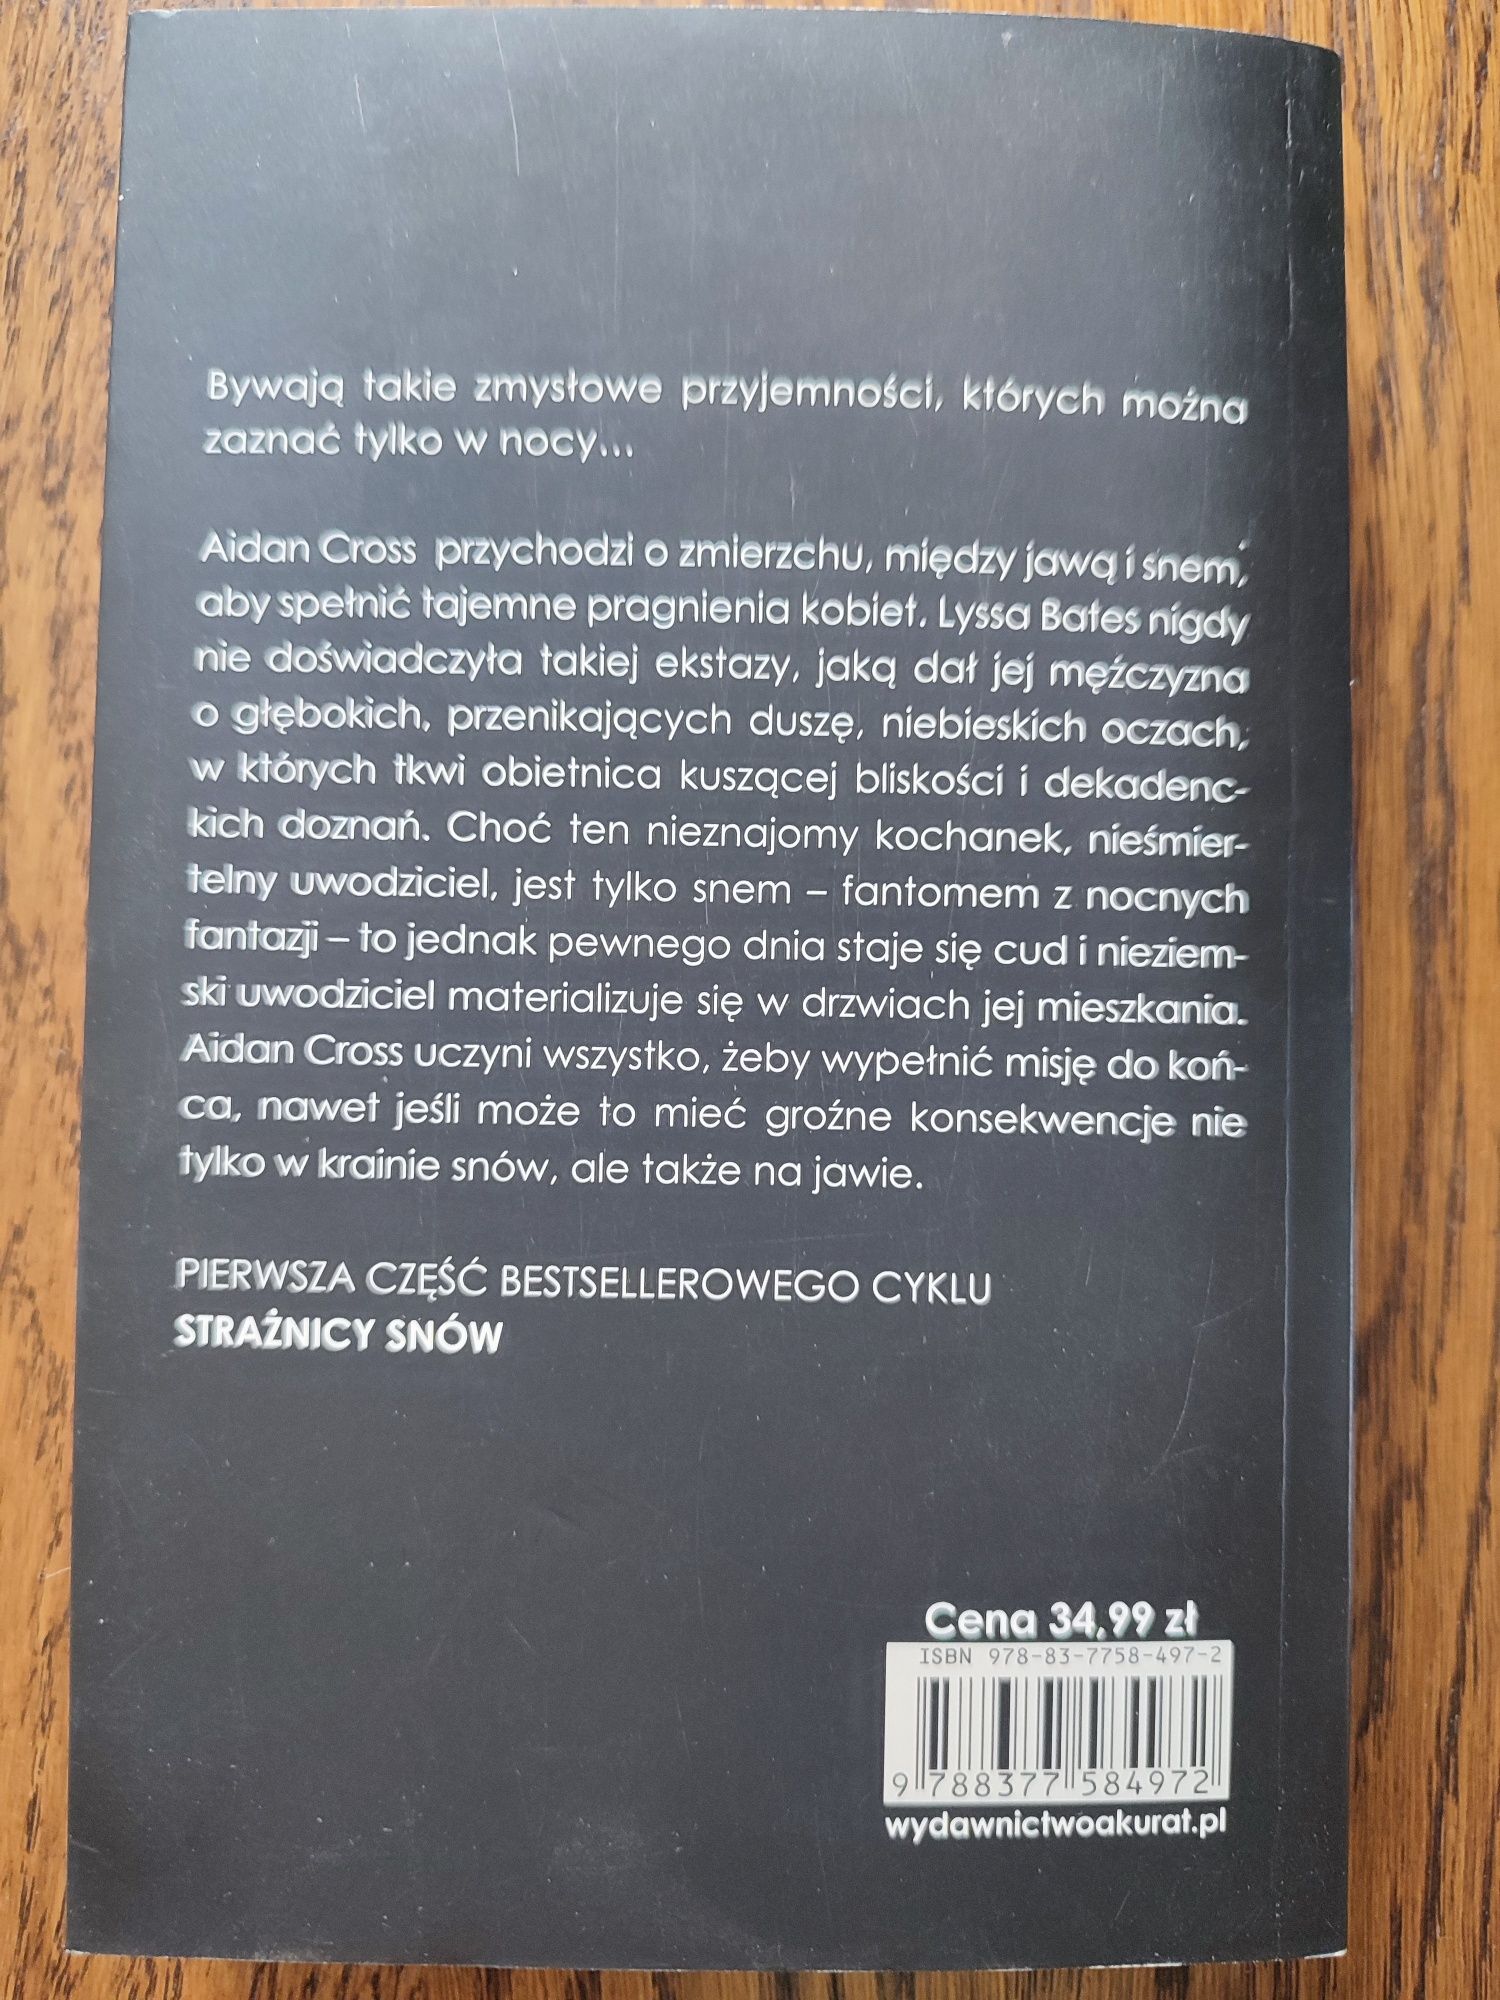 Bywają takie zmysłowe przyjemności, których można
zaznać tylko w nocy...
Aidan Cross przychodzi o zmierzchu, między jawą i snem,
aby spełnić tajemne pragnienia kobiet. Lyssa Bates nigdy
nie doświadczyła takiej ekstazy, jaką dał jej mężczyzna
o głębokich, przenikających duszę, niebieskich oczach,
w których tkwi obietnica kuszącej bliskości i dekadenc-
kich doznań. Choć ten nieznajomy kochanek, nieśmier-
telny uwodziciel, jest tylko snem – fantomem z nocnych
fantazji – to jednak pewnego dnia staje się cud i nieziem-
ski uwodziciel materializuje się w drzwiach jej mieszkania.
Aidan Cross uczyni wszystko, żeby wypełnić misję do koń-
ca, nawet jeśli może to mieć groźne konsekwencje nie
tylko w krainie snów, ale także na jawie.
PIERWSZA CZĘŚĆ BESTSELLEROWEGO CYKLU
STRAŻNICY SNÓW
Cena 34,99 zł
ISBN 978-83-7758-497-2
9 788377 584972
wydawnictwoakurat.pl